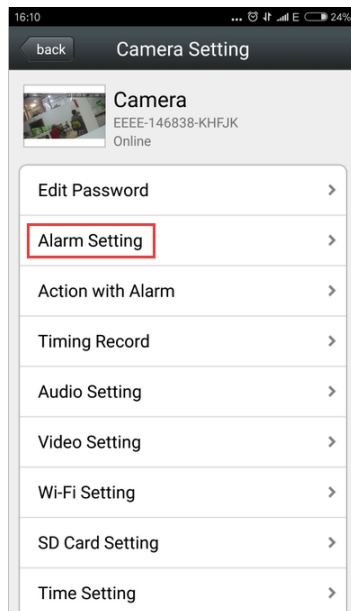 16:10 ... E 24%
back Camera Setting
Camera
EEEE-146838-KHFJK
Online
Edit Password
Alarm Setting
Action with Alarm
Timing Record
Audio Setting
Video Setting
Wi-Fi Setting
SD Card Setting
Time Setting